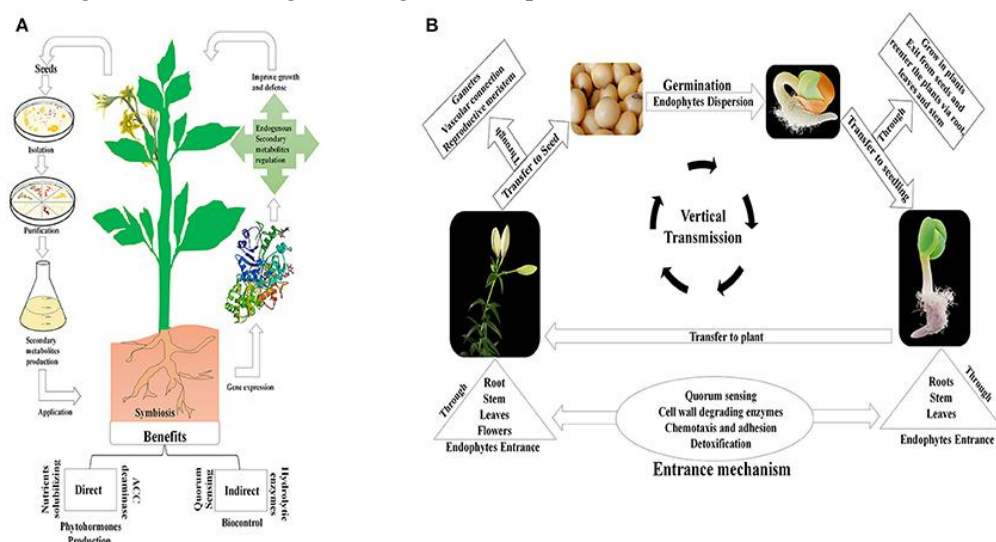 A
Seeds
Isolation
Purification
Secondary
metabolites
production
Application
Improve growth
and defense
Endogenous
Secondary
metabolites
regulation
Gene expression
Symbiosis
Benefits
Nutrients
solubilizing
Direct
ACC
deaminase
Phytohormones
Production
Quorum
Sensing
Indirect
Hydrolytic
enzymes
Biocontrol
B
Gametes
Vascular connection
Reproductive meristem
Through
Transfer to Seed
Germination
Endophytes Dispersion
Grow in plants
Exit from seeds and
reenter the plants via root,
leaves and stem
Through
Transfer to seedling
Vertical
Transmission
Transfer to plant
Through
Root
Stem
Leaves
Flowers
Endophytes Entrance
Quorum sensing
Cell wall degrading enzymes
Chemotaxis and adhesion
Detoxification
Entrance mechanism
Through
Roots
Stem
Leaves
Endophytes Entrance